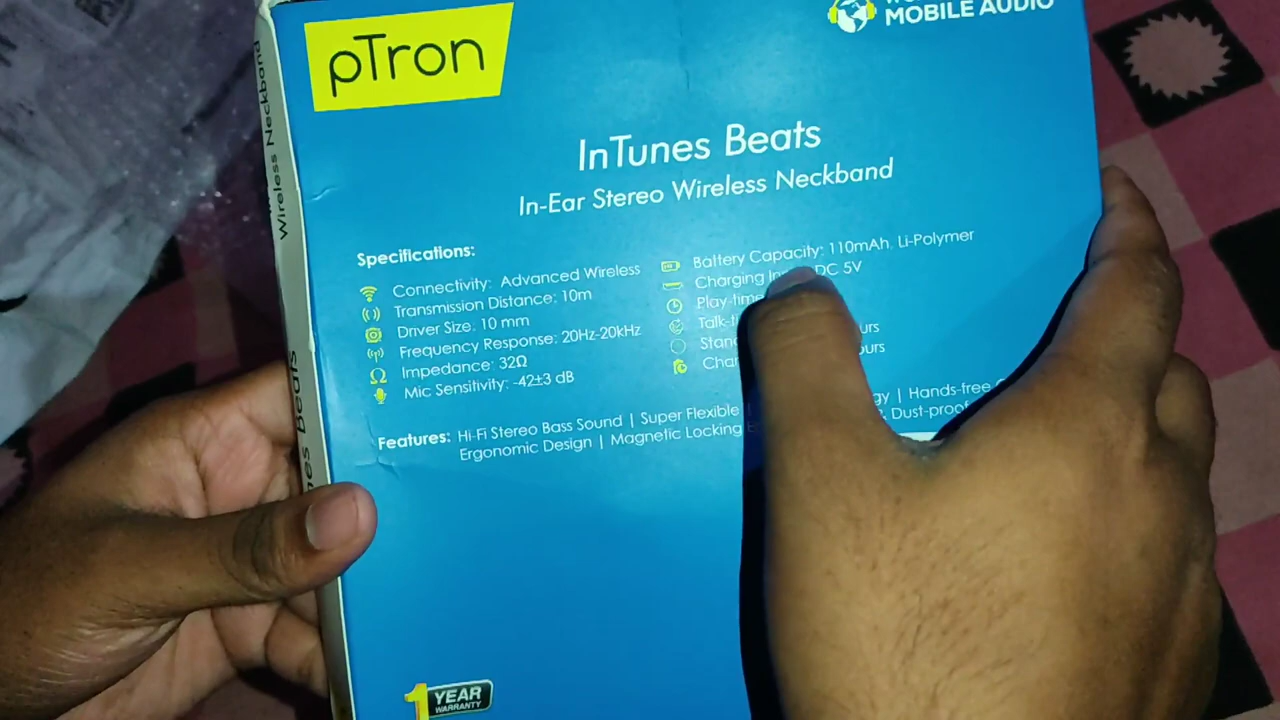 pTron
MOBILE AUDIO
InTunes Beats
In-Ear Stereo Wireless Neckband
Specifications:
Connectivity: Advanced Wireless
Transmission Distance: 10m
Driver Size: 10 mm
Frequency Response: 20Hz-20kHz
Impedance: 32Ω
Mic Sensitivity: -42±3 dB
Battery Capacity: 110mAh, Li-Polymer
Charging DC 5V
Play-time
Features: Hi-Fi Stereo Bass Sound | Super Flexible | Hands-free
Ergonomic Design | Magnetic Locking Dust-proof
1 YEAR
WARRANTY
Wireless Neckband
Beats